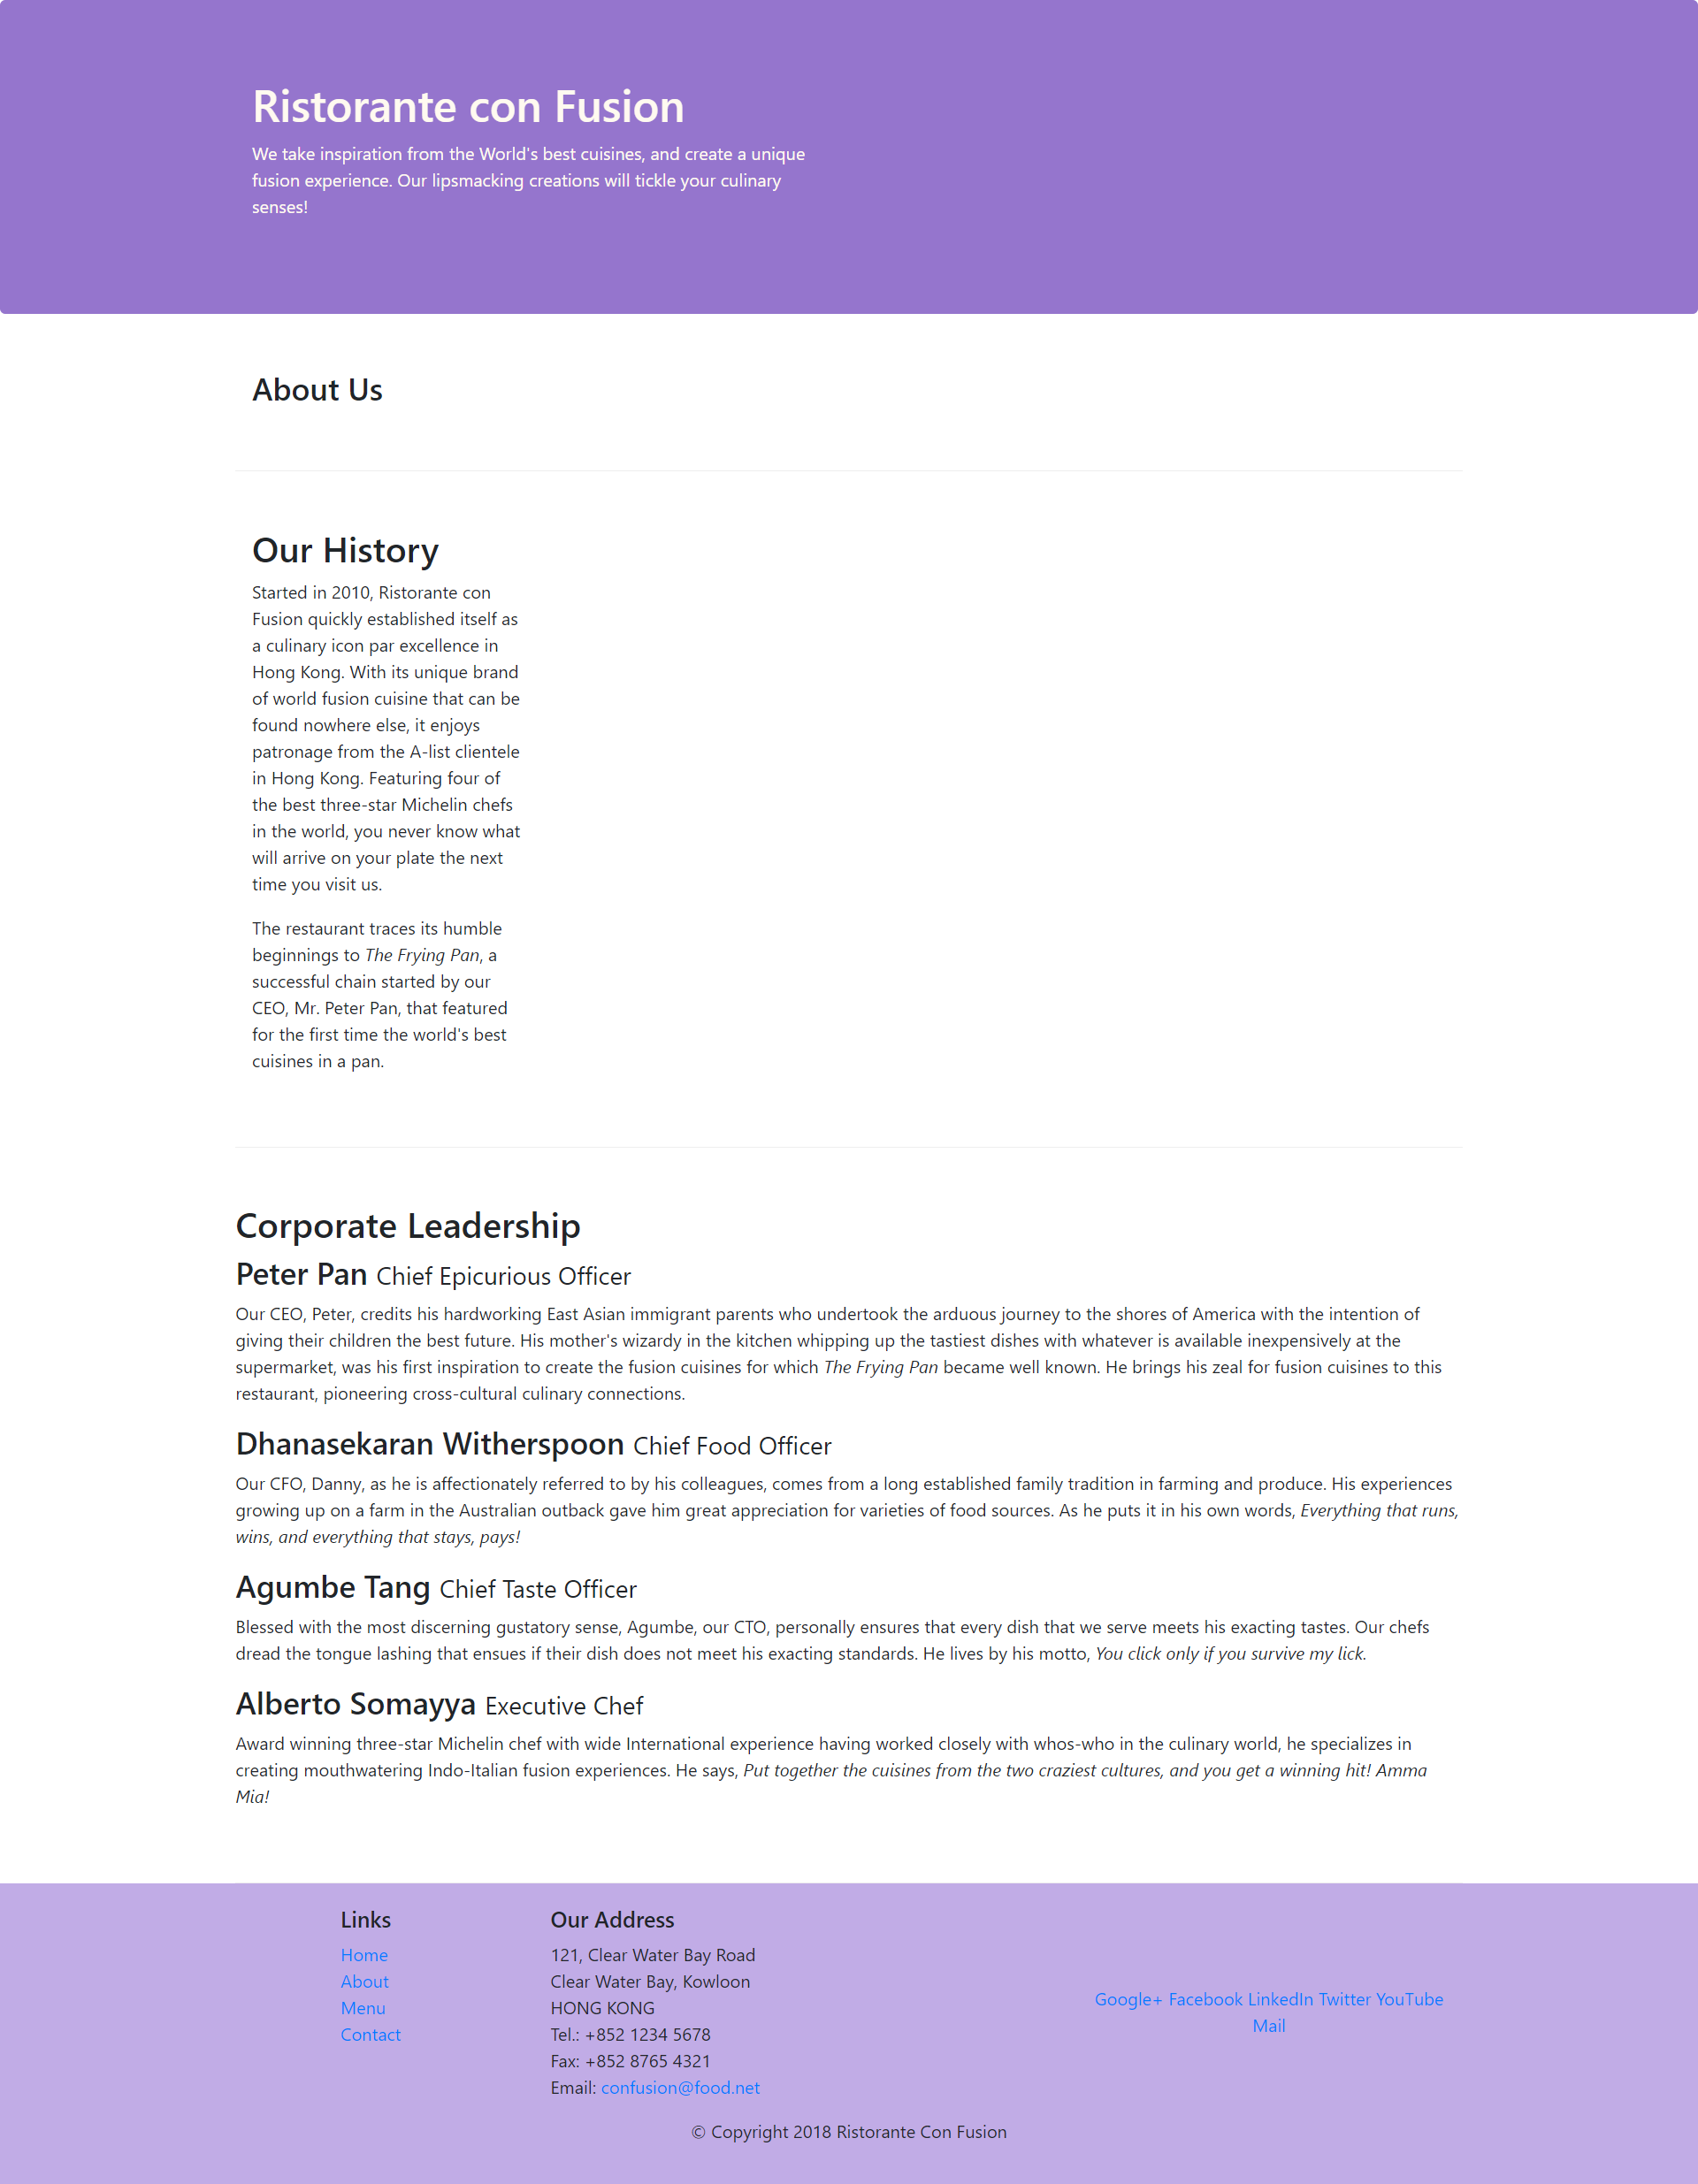 Ristorante con Fusion
We take inspiration from the World's best cuisines, and create a unique
fusion experience. Our lipsmacking creations will tickle your culinary
senses!
About Us
Our History
Started in 2010, Ristorante con
Fusion quickly established itself as
a culinary icon par excellence in
Hong Kong. With its unique brand
of world fusion cuisine that can be
found nowhere else, it enjoys
patronage from the A-list clientele
in Hong Kong. Featuring four of
the best three-star Michelin chefs
in the world, you never know what
will arrive on your plate the next
time you visit us.
The restaurant traces its humble
beginnings to The Frying Pan, a
successful chain started by our
CEO, Mr. Peter Pan, that featured
for the first time the world's best
cuisines in a pan.
Corporate Leadership
Peter Pan Chief Epicurious Officer
Our CEO, Peter, credits his hardworking East Asian immigrant parents who undertook the arduous journey to the shores of America with the intention of
giving their children the best future. His mother's wizardy in the kitchen whipping up the tastiest dishes with whatever is available inexpensively at the
supermarket, was his first inspiration to create the fusion cuisines for which The Frying Pan became well known. He brings his zeal for fusion cuisines to this
restaurant, pioneering cross-cultural culinary connections.
Dhanasekaran Witherspoon Chief Food Officer
Our CFO, Danny, as he is affectionately referred to by his colleagues, comes from a long established family tradition in farming and produce. His experiences
growing up on a farm in the Australian outback gave him great appreciation for varieties of food sources. As he puts it in his own words, Everything that runs,
wins, and everything that stays, pays!
Agumbe Tang Chief Taste Officer
Blessed with the most discerning gustatory sense, Agumbe, our CTO, personally ensures that every dish that we serve meets his exacting tastes. Our chefs
dread the tongue lashing that ensues if their dish does not meet his exacting standards. He lives by his motto, You click only if you survive my lick.
Alberto Somayya Executive Chef
Award winning three-star Michelin chef with wide International experience having worked closely with whos-who in the culinary world, he specializes in
creating mouthwatering Indo-Italian fusion experiences. He says, Put together the cuisines from the two craziest cultures, and you get a winning hit! Amma
Mia!
Links
Home
About
Menu
Contact
Our Address
121, Clear Water Bay Road
Clear Water Bay, Kowloon
HONG KONG
Tel.: +852 1234 5678
Fax: +852 8765 4321
Email: confusion@food.net
Google+ Facebook LinkedIn Twitter YouTube
Mail
© Copyright 2018 Ristorante Con Fusion